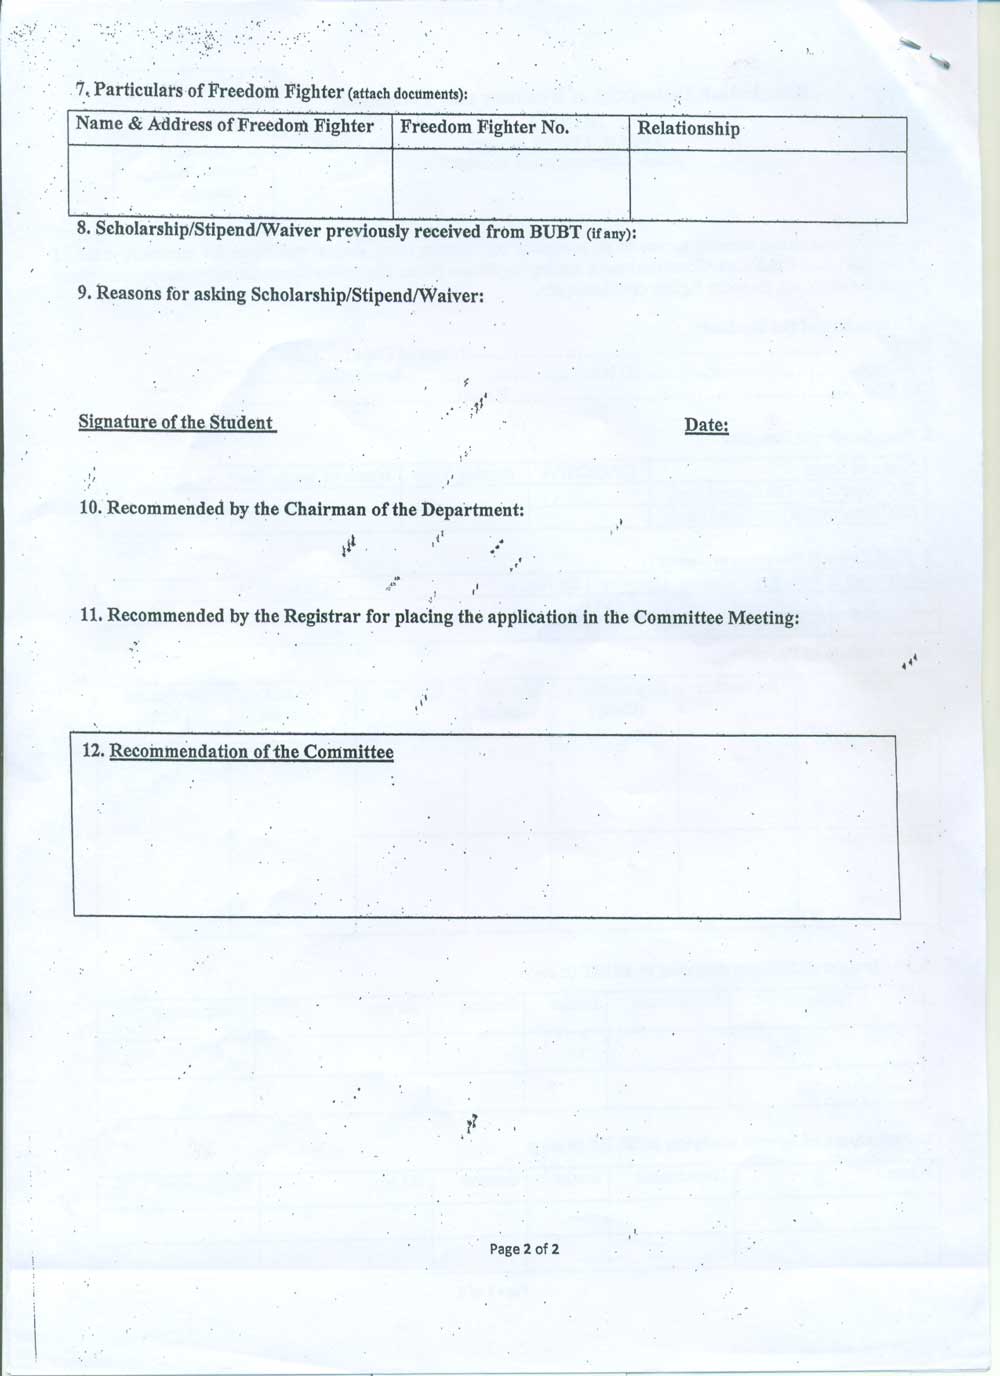 7. Particulars of Freedom Fighter (attach documents):
Name & Address of Freedom Fighter Freedom Fighter No. Relationship
8. Scholarship/Stipend/Waiver previously received from BUBT (if any):
9. Reasons for asking Scholarship/Stipend/Waiver:
Signature of the Student Date:
10. Recommended by the Chairman of the Department:
11. Recommended by the Registrar for placing the application in the Committee Meeting:
12. Recommendation of the Committee
Page 2 of 2